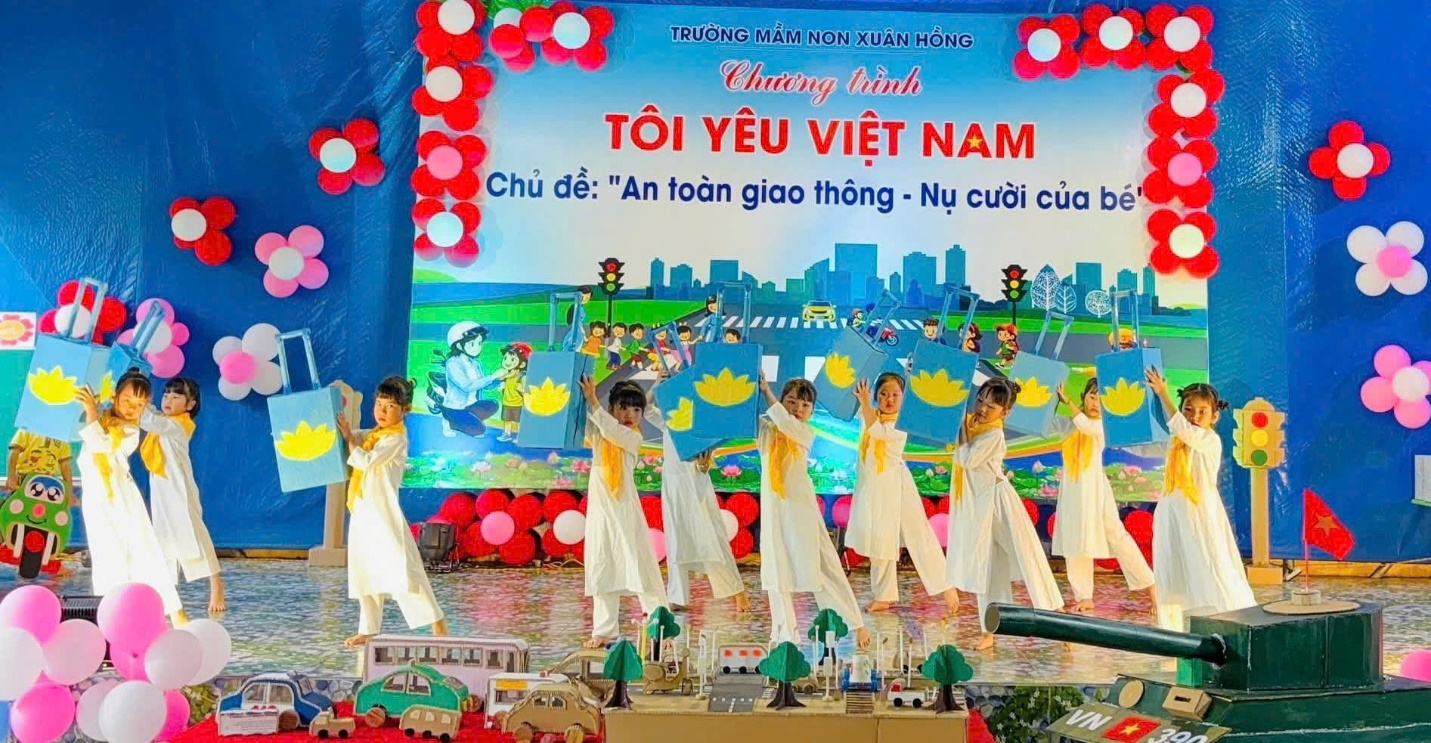 TRƯỜNG MẦM NON XUÂN HỒNG
Chương trình
TÔI YÊU VIỆT NAM
Chủ đề: "An toàn giao thông - Nụ cười của bé"
VN 390